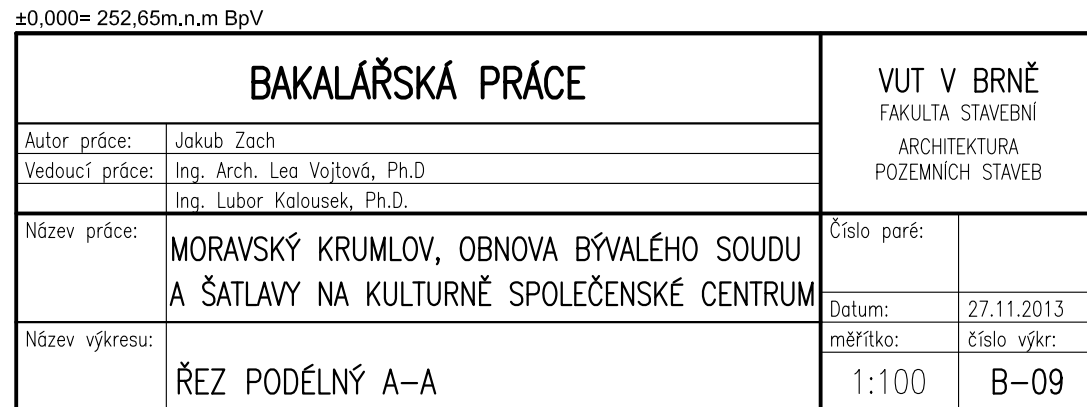 ±0,000= 252,65m.n.m BpV
BAKALÁŘSKÁ PRÁCE
VUT V BRNĚ
FAKULTA STAVEBNÍ
ARCHITEKTURA
POZEMNÍCH STAVEB
Autor práce: Jakub Zach
Vedoucí práce: Ing. Arch. Lea Vojtová, Ph.D
Ing. Lubor Kalousek, Ph.D.
Název práce:
MORAVSKÝ KRUMLOV, OBNOVA BÝVALÉHO SOUDU
A ŠATLAVY NA KULTURNĚ SPOLEČENSKÉ CENTRUM
Číslo paré:
Datum: 27.11.2013
Název výkresu:
ŘEZ PODÉLNÝ A-A
měřítko: číslo výkr:
1:100 B-09